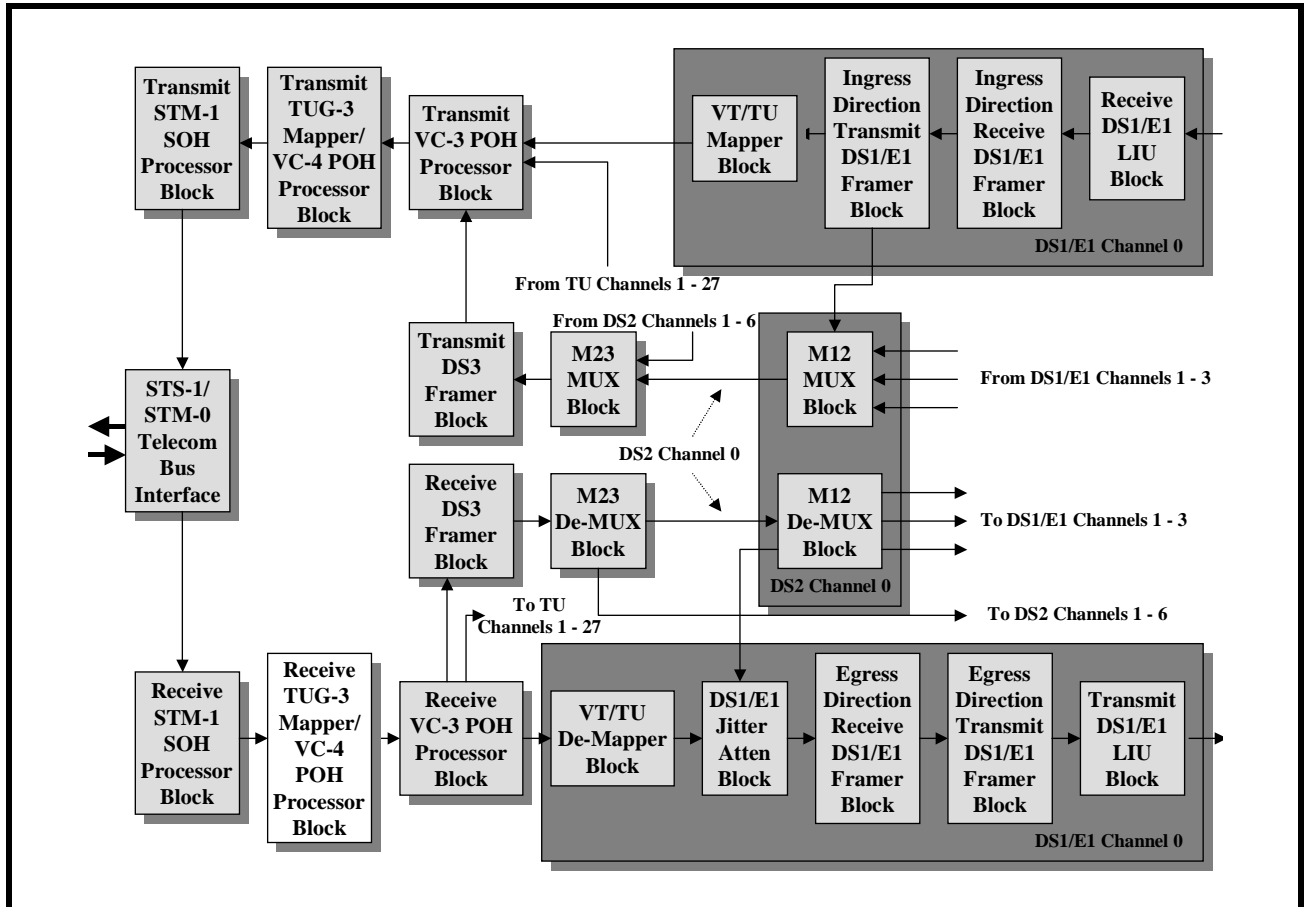 Transmit
STM-1
SOH
Processor
Block
Transmit
TUG-3
Mapper/
VC-4 POH
Processor
Block
Transmit
VC-3 POH
Processor
Block
VT/TU
Mapper
Block
Ingress
Direction
Transmit
DS1/E1
Framer
Block
Ingress
Direction
Receive
DS1/E1
Framer
Block
Receive
DS1/E1
LIU
Block
DS1/E1 Channel 0
From TU Channels 1 - 27
From DS2 Channels 1 - 6
Transmit
DS3
Framer
Block
M23
MUX
Block
M12
MUX
Block
From DS1/E1 Channels 1 - 3
STS-1/
STM-0
Telecom
Bus
Interface
DS2 Channel 0
Receive
DS3
Framer
Block
M23
De-MUX
Block
M12
De-MUX
Block
To DS1/E1 Channels 1 - 3
DS2 Channel 0
To TU
Channels 1 - 27
To DS2 Channels 1 - 6
Receive
STM-1
SOH
Processor
Block
Receive
TUG-3
Mapper/
VC-4
POH
Processor
Block
Receive
VC-3 POH
Processor
Block
VT/TU
De-Mapper
Block
DS1/E1
Jitter
Atten
Block
Egress
Direction
Receive
DS1/E1
Framer
Block
Egress
Direction
Transmit
DS1/E1
Framer
Block
Transmit
DS1/E1
LIU
Block
DS1/E1 Channel 0